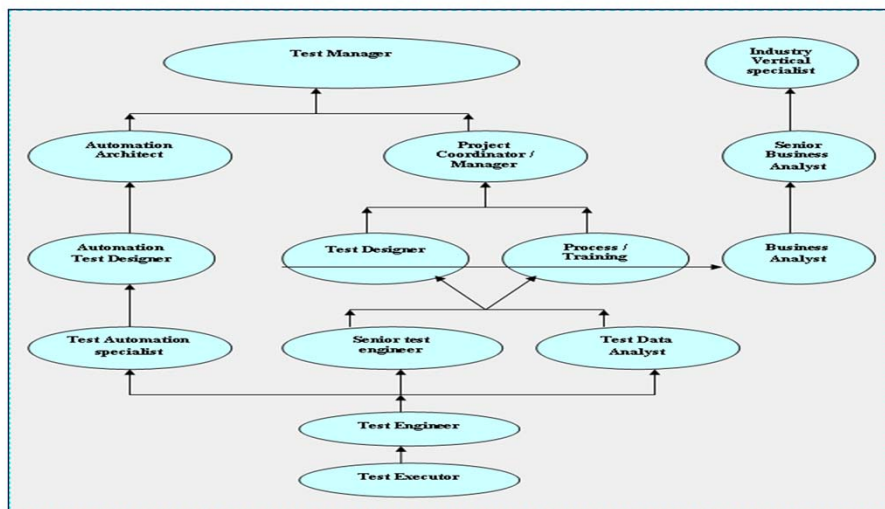 Test Manager
Industry
Vertical
specialist
Automation
Architect
Project
Coordinator /
Manager
Senior
Business
Analyst
Automation
Test Designer
Test Designer
Process /
Training
Business
Analyst
Test Automation
specialist
Senior test
engineer
Test Data
Analyst
Test Engineer
Test Executor